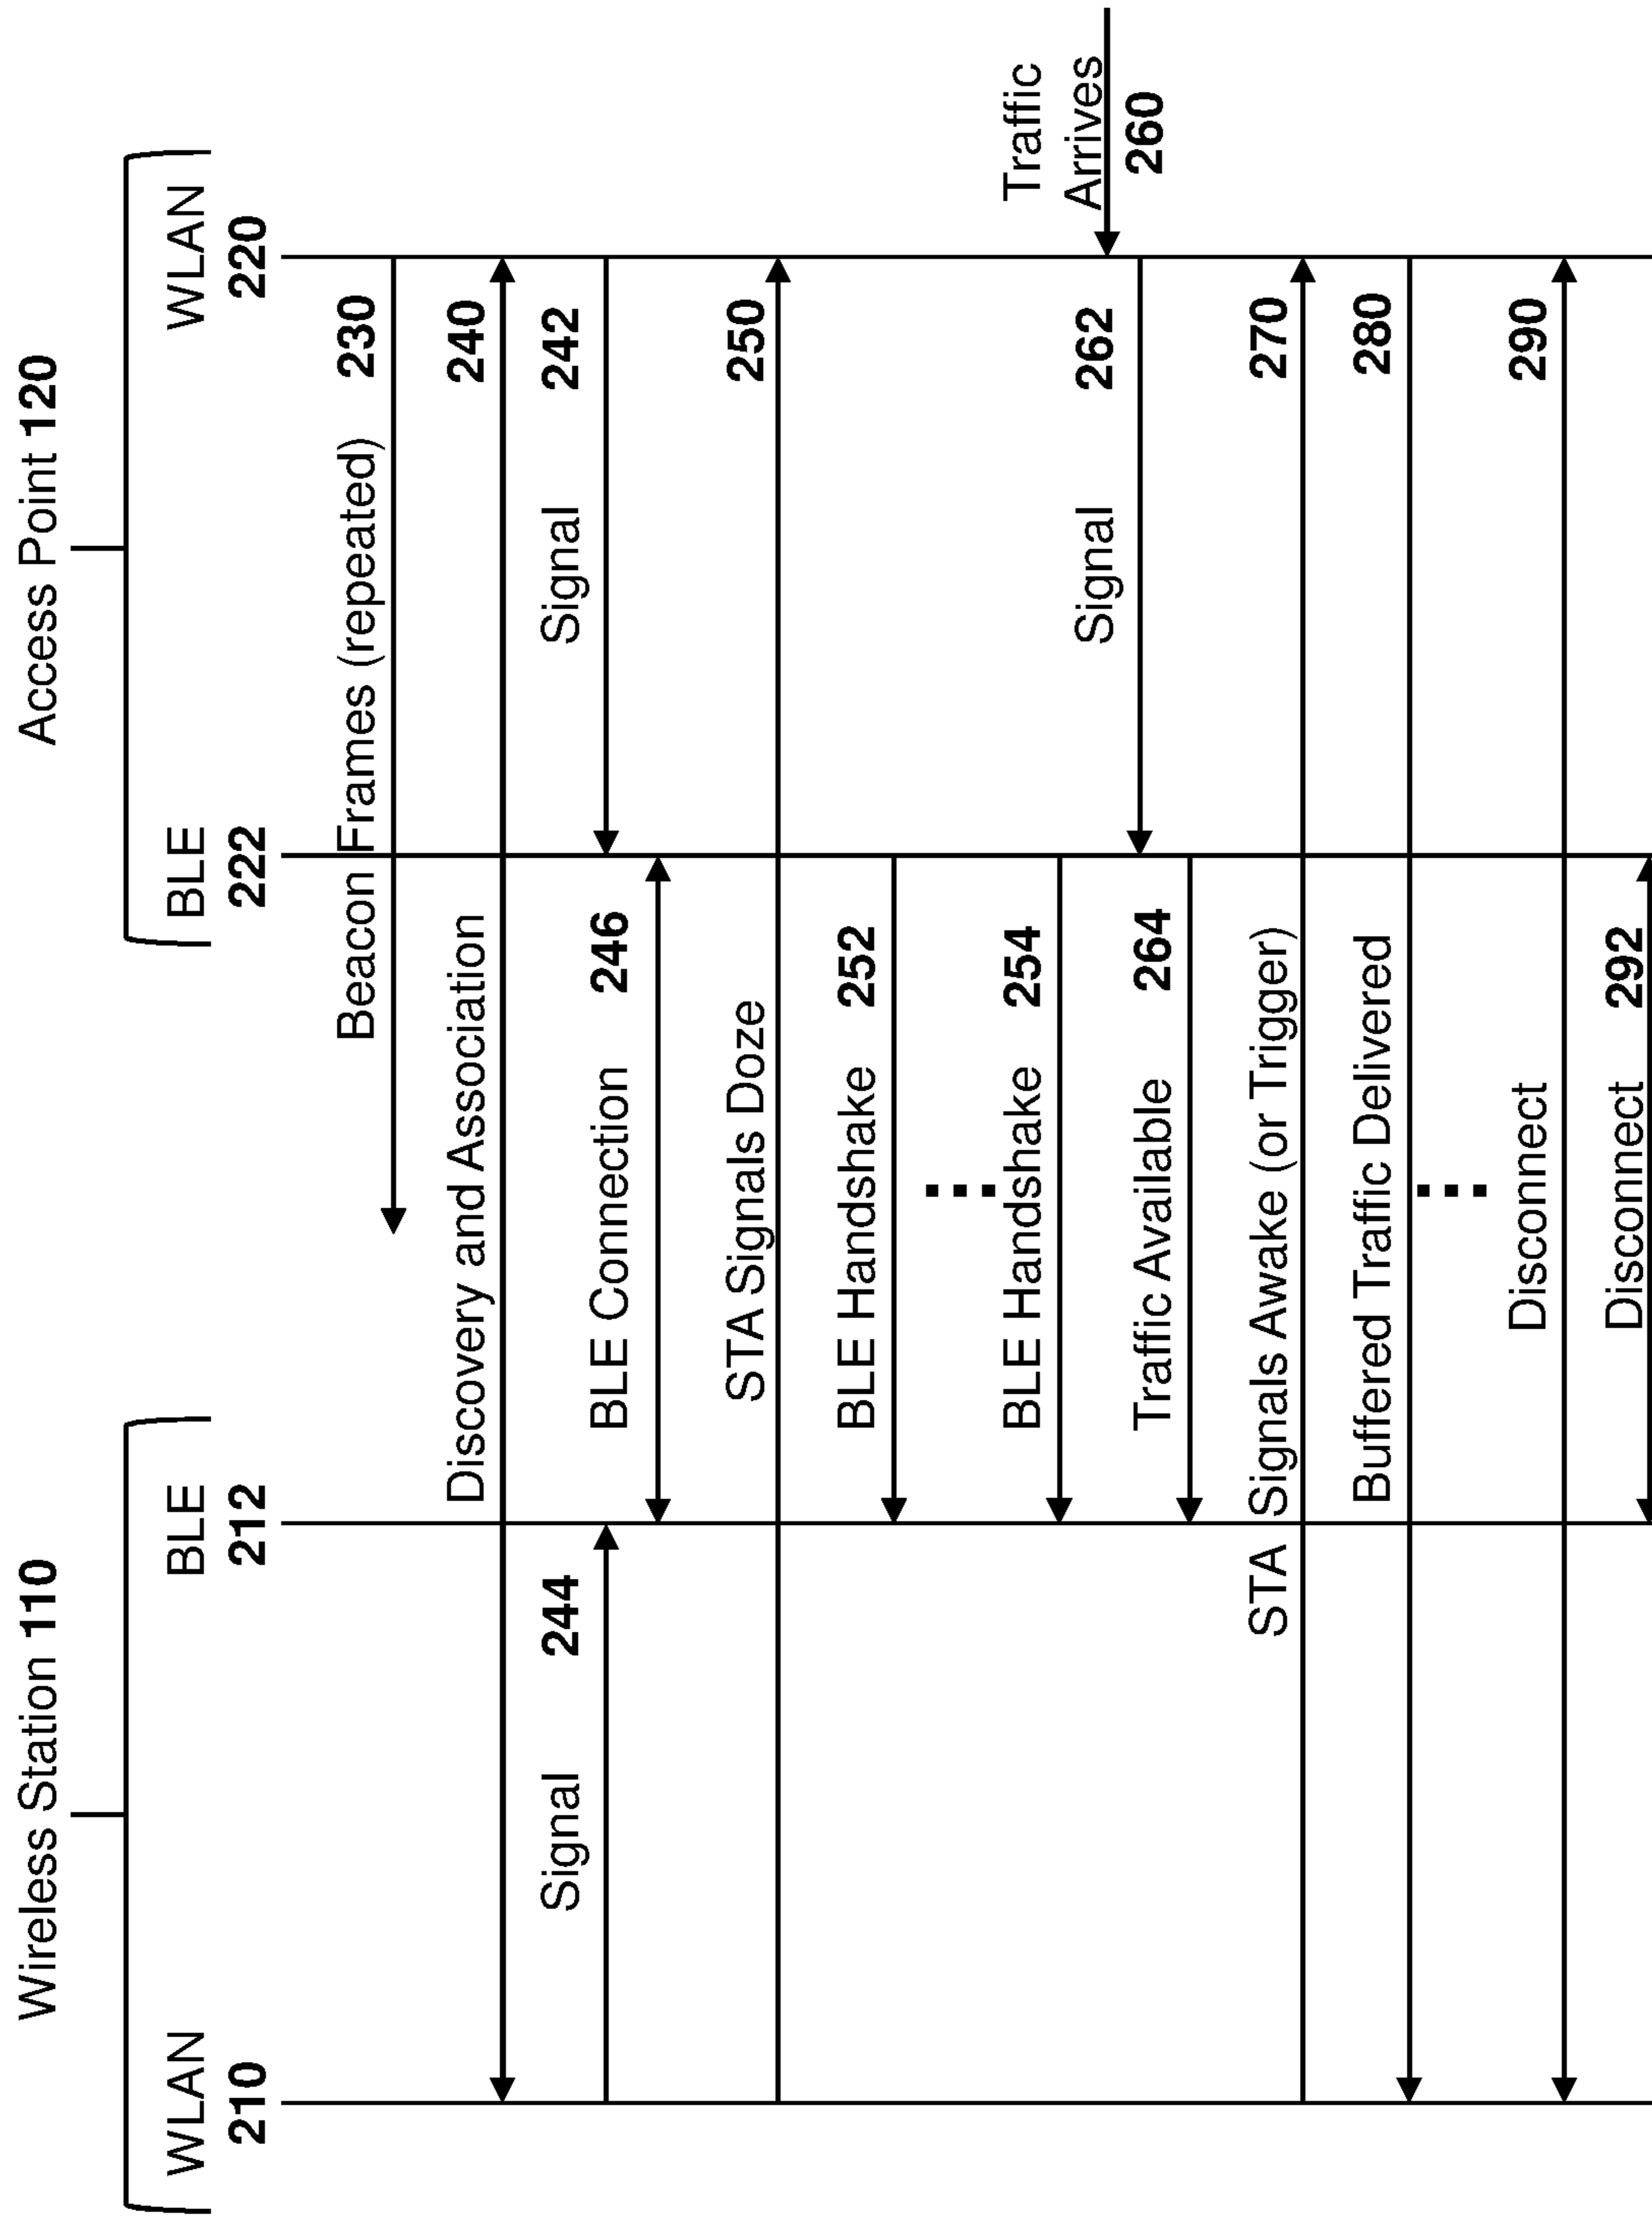 Wireless Station 110
Access Point 120
WLAN
210
BLE
212
BLE
222
WLAN
220
Beacon Frames (repeated) 230
Discovery and Association 240
Signal 244
Signal 242
BLE Connection 246
STA Signals Doze 250
BLE Handshake 252
BLE Handshake 254
Traffic
Arrives
260
Signal 262
Traffic Available 264
STA Signals Awake (or Trigger) 270
Buffered Traffic Delivered 280
Disconnect 290
Disconnect 292